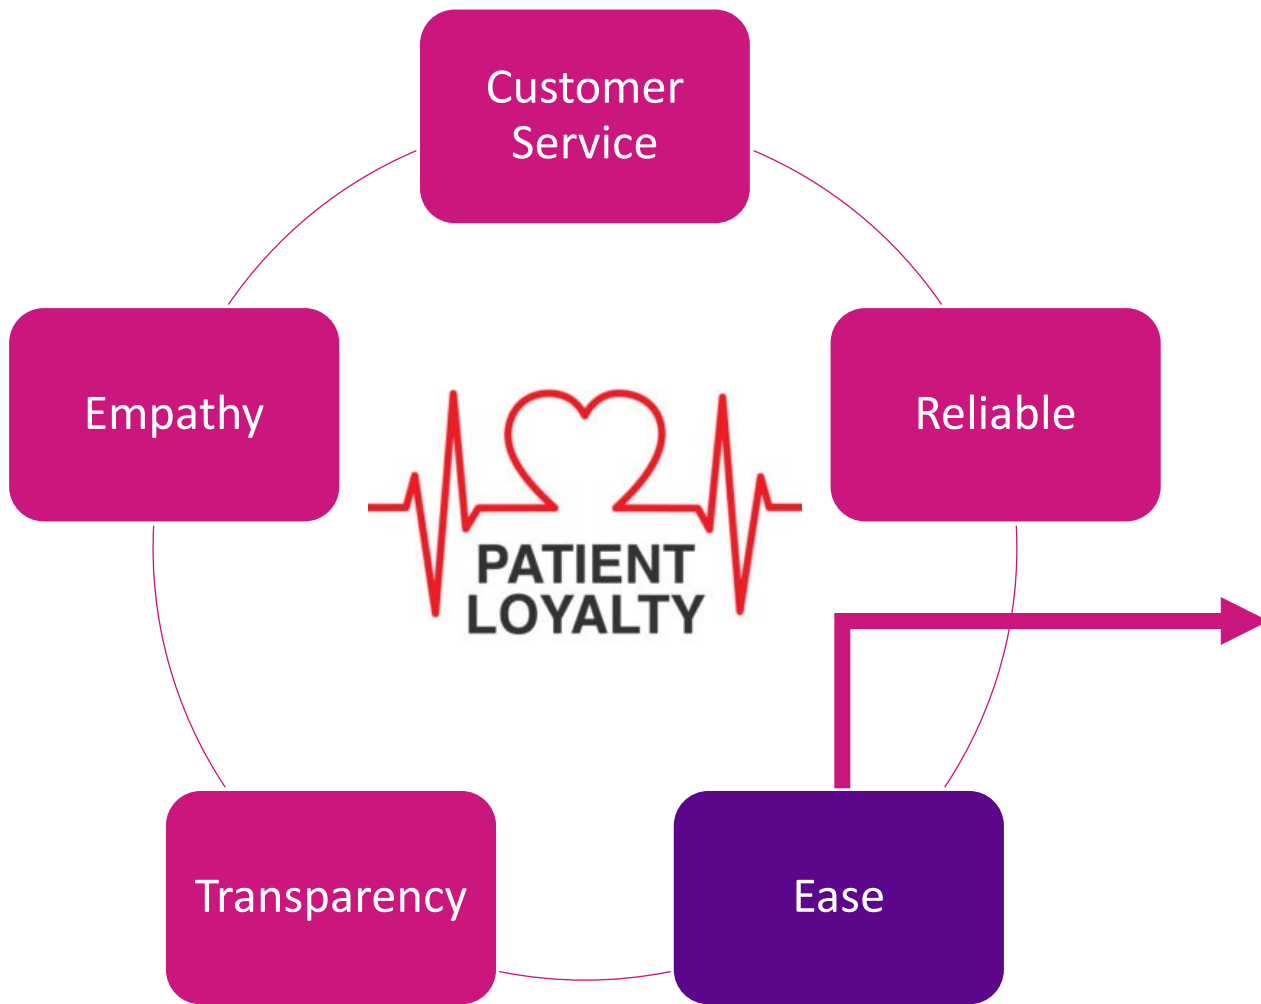 Customer
Service
Empathy
Reliable
PATIENT
LOYALTY
Transparency
Ease